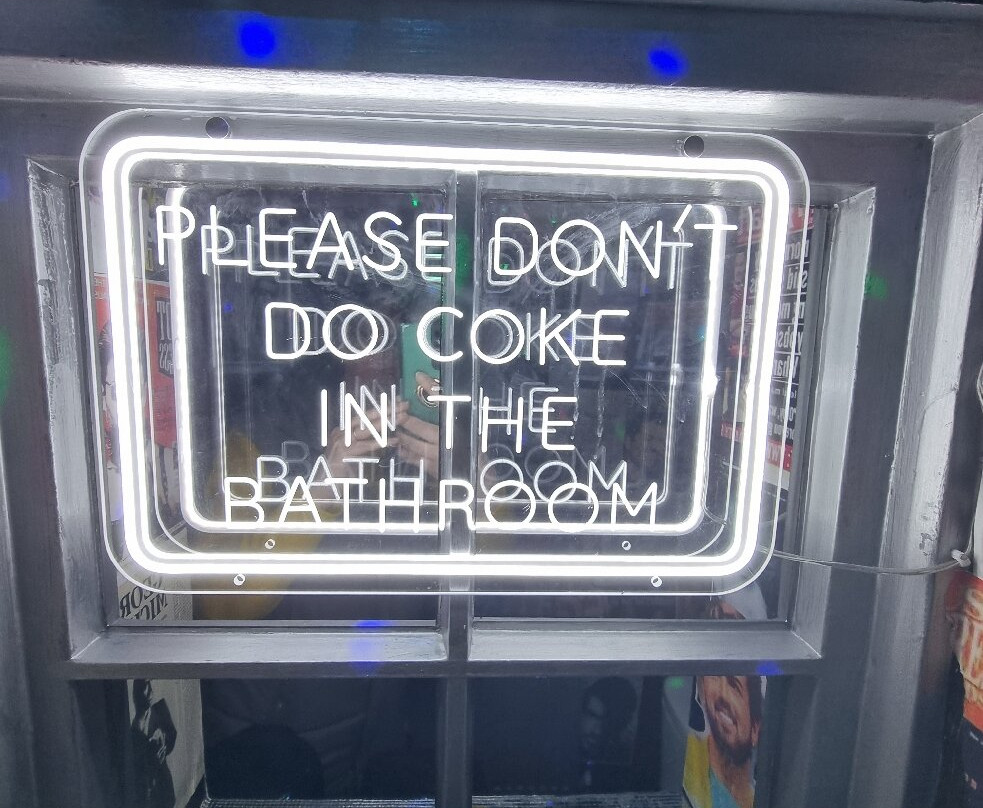 PLEASE DON'T
DO COKE
IN THE
BATHROOM